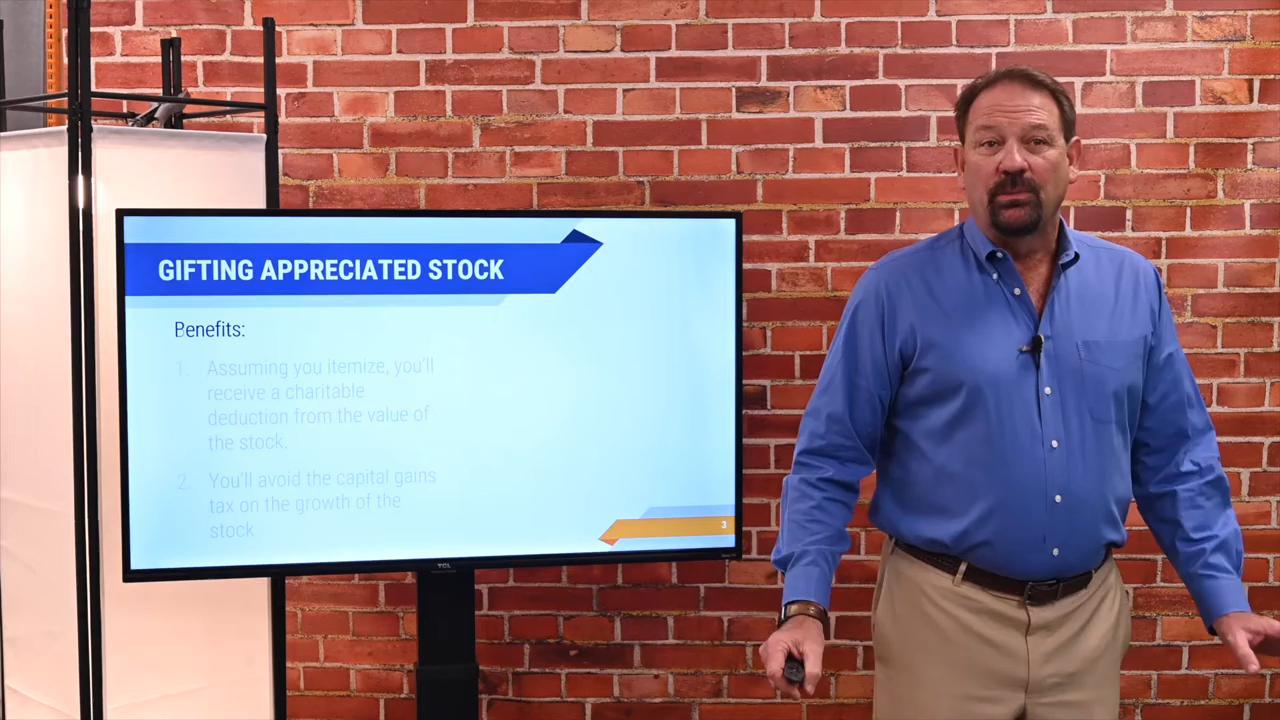 GIFTING APPRECIATED STOCK
Benefits:
1. Assuming you itemize, you'll
receive a charitable
deduction from the value of
the stock.
2. You'll avoid the capital gains
tax on the growth of the
stock
3
TCL